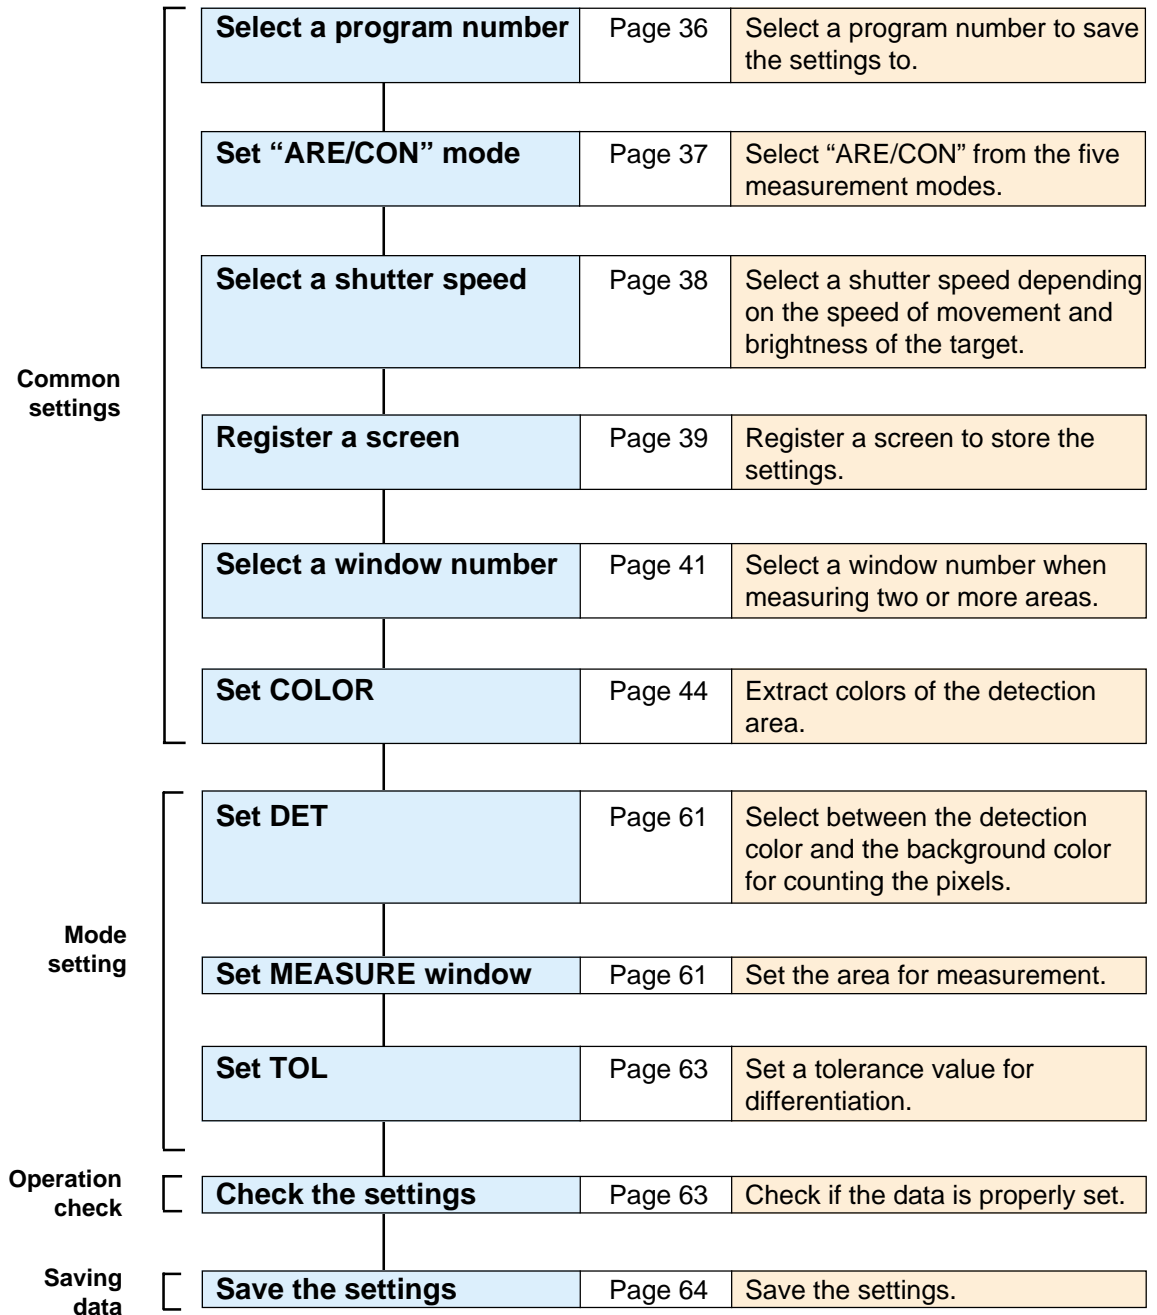 Select a program number Page 36 Select a program number to save
the settings to.
Set “ARE/CON” mode Page 37 Select “ARE/CON” from the five
measurement modes.
Select a shutter speed Page 38 Select a shutter speed depending
on the speed of movement and
brightness of the target.
Common
settings
Register a screen Page 39 Register a screen to store the
settings.
Select a window number Page 41 Select a window number when
measuring two or more areas.
Set COLOR Page 44 Extract colors of the detection
area.
Set DET Page 61 Select between the detection
color and the background color
for counting the pixels.
Mode
setting
Set MEASURE window Page 61 Set the area for measurement.
Set TOL Page 63 Set a tolerance value for
differentiation.
Operation
check
Check the settings Page 63 Check if the data is properly set.
Saving
data
Save the settings Page 64 Save the settings.